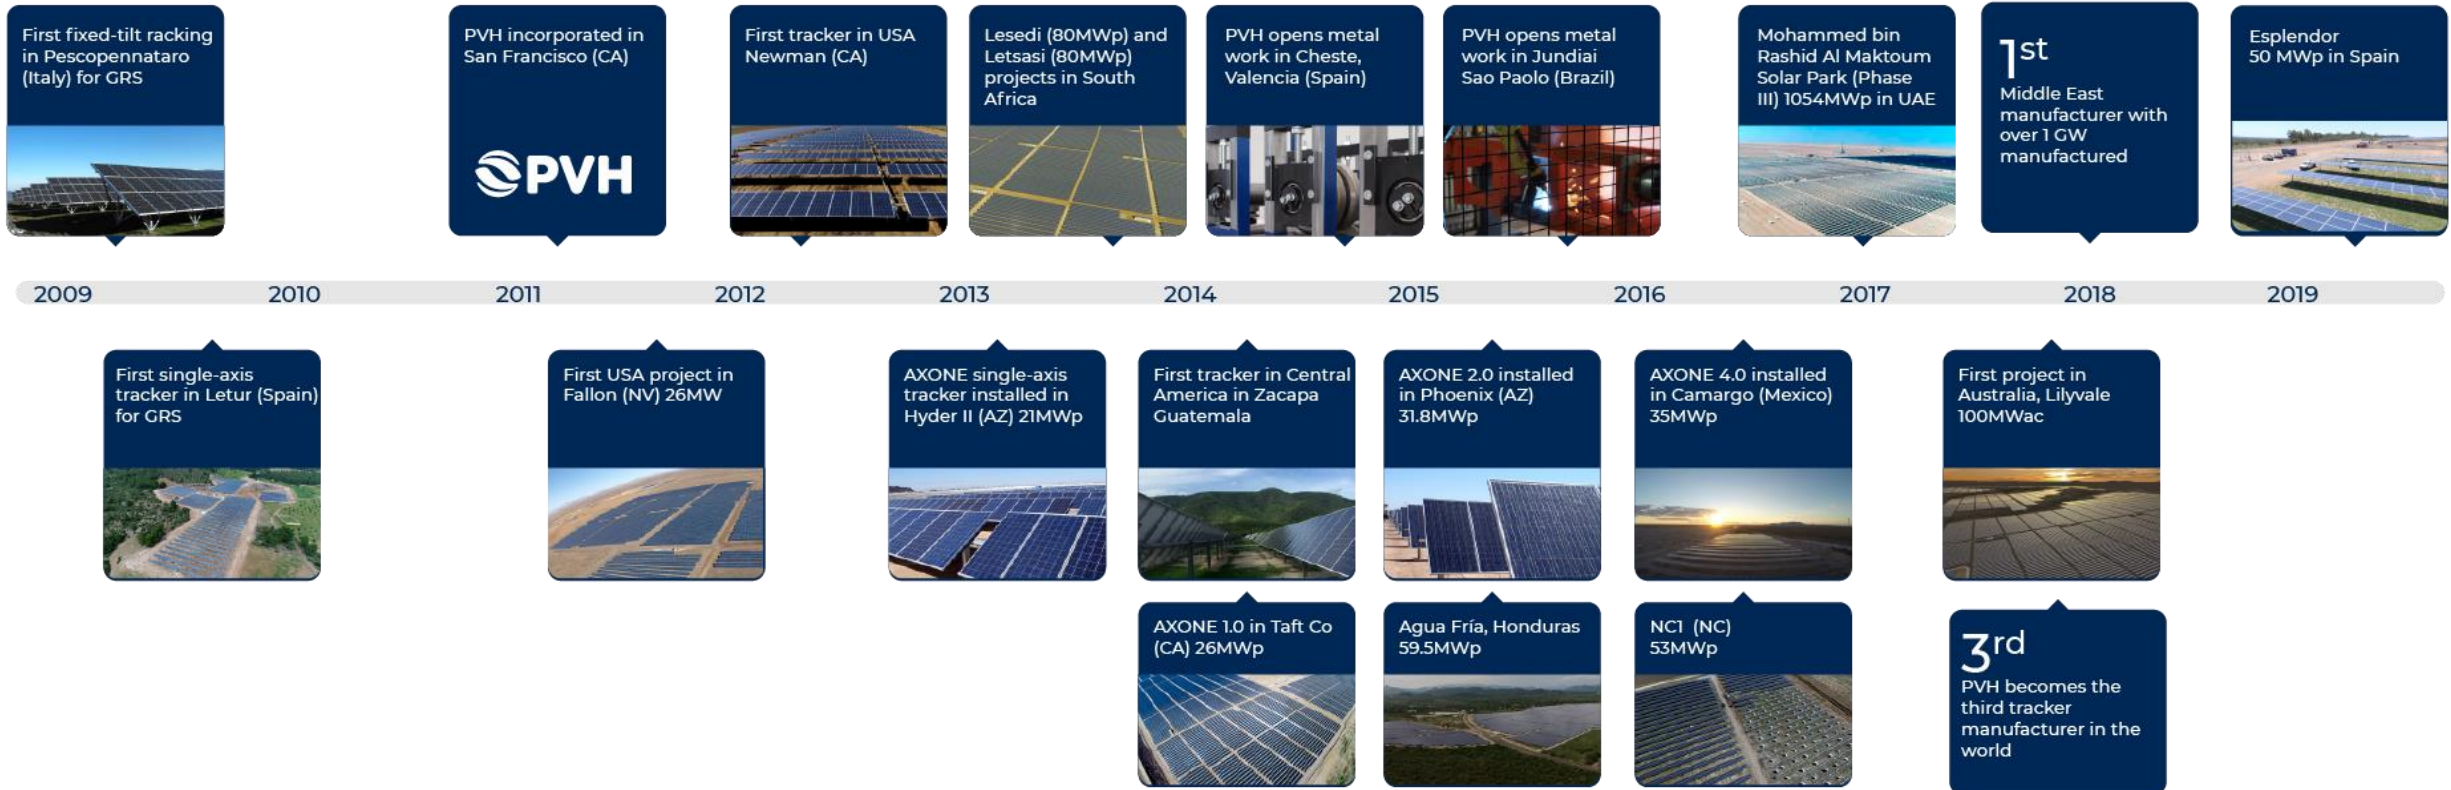 First fixed-tilt racking
in Pescopennataro
(Italy) for GRS
PVH incorporated in
San Francisco (CA)
PVH
First tracker in USA
Newman (CA)
Lesedi (80MWp) and
Letsasi (80MWp)
projects in South
Africa
PVH opens metal
work in Cheste,
Valencia (Spain)
PVH opens metal
work in Jundiai
Sao Paolo (Brazil)
Mohammed bin
Rashid Al Maktoum
Solar Park (Phase
III) 1054MWp in UAE
1st
Middle East
manufacturer with
over 1 GW
manufactured
Esplendor
50 MWp in Spain
2009 2010 2011 2012 2013 2014 2015 2016 2017 2018 2019
First single-axis
tracker in Letur (Spain)
for GRS
First USA project in
Fallon (NV) 26MW
AXONE single-axis
tracker installed in
Hyder II (AZ) 21MWp
First tracker in Central
America in Zacapa
Guatemala
AXONE 2.0 installed
in Phoenix (AZ)
31.8MWp
AXONE 4.0 installed
in Camargo (Mexico)
35MWp
First project in
Australia, Lilyvale
100MWac
AXONE 1.0 in Taft Co
(CA) 26MWp
Agua Fría, Honduras
59.5MWp
NC1 (NC)
53MWp
3rd
PVH becomes the
third tracker
manufacturer in the
world